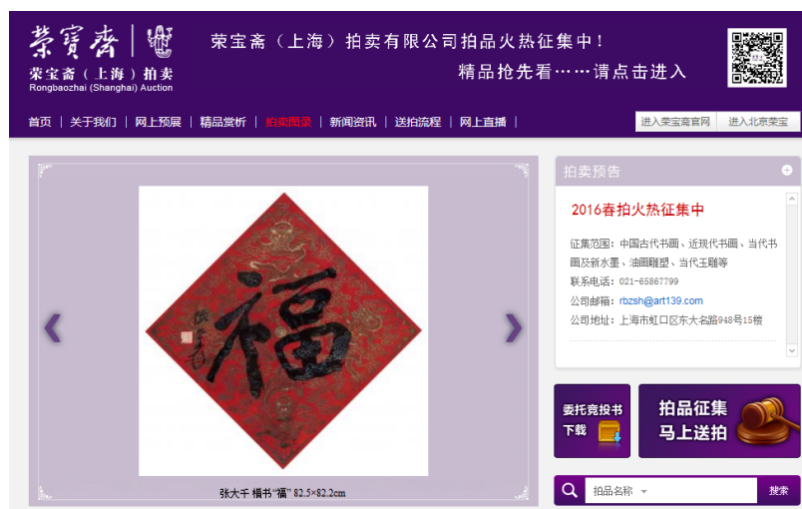 荣宝斋
荣宝斋（上海）拍卖
Rongbaozhai (Shanghai) Auction
荣宝斋（上海）拍卖有限公司拍品火热征集中！
精品抢先看……请点击进入
首页 | 关于我们 | 网上预展 | 精品赏析 | 拍卖图录 | 新闻资讯 | 送拍流程 | 网上直播 |
进入荣宝斋官网 进入北京荣宝
福
张大千 楷书“福” 82.5×82.2cm
拍卖预告
2016春拍火热征集中
征集范围：中国古代书画、近现代书画、当代书
画及新水墨、油画雕塑、当代玉雕等
联系电话：021-65867799
公司邮箱：rbzsh@art139.com
公司地址：上海市虹口区东大名路948号15楼
委托竞投书
下载
拍品征集
马上送拍
拍品名称
搜索